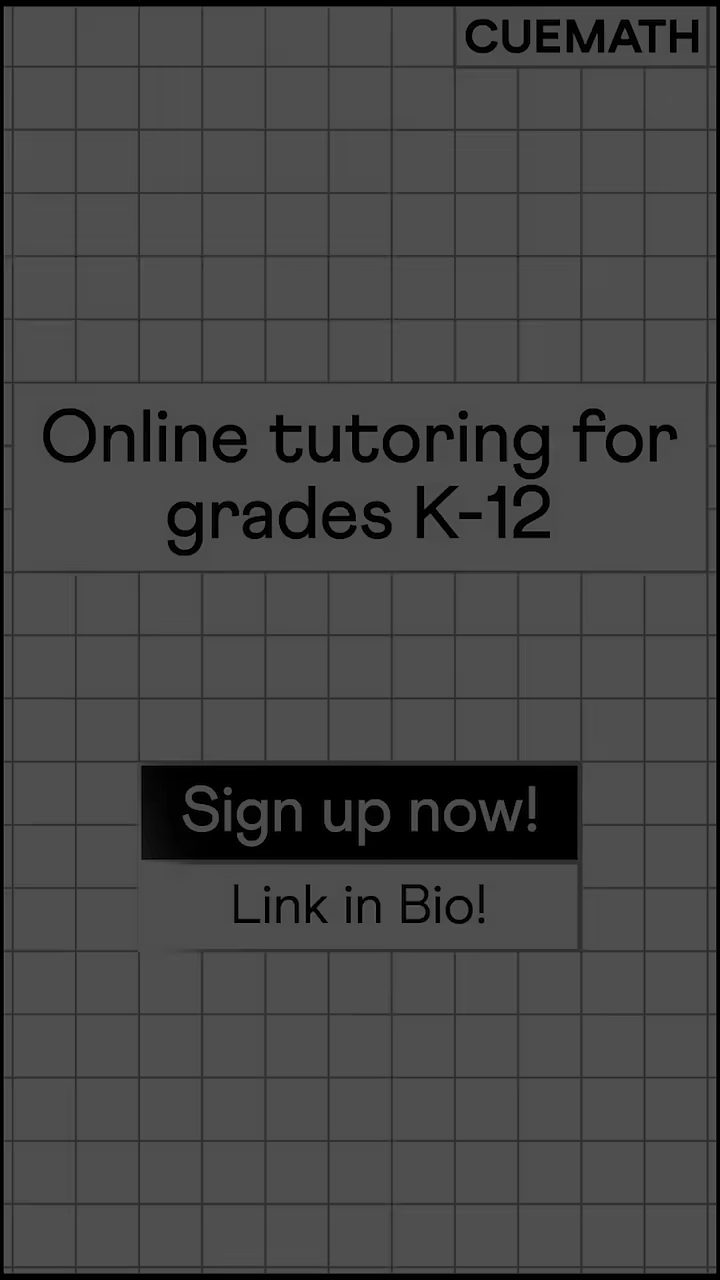 CUEMATH
Online tutoring for
grades K-12
Sign up now!
Link in Bio!